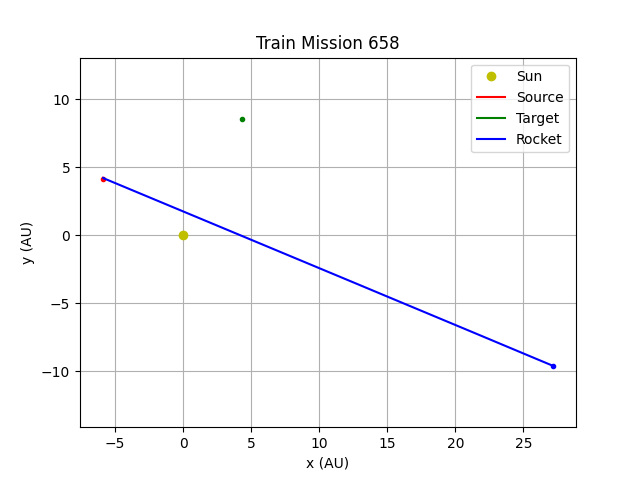 Train Mission 658
Sun
Source
Target
Rocket
10
5
0
−5
−10
y (AU)
−5
0
5
10
15
20
25
x (AU)